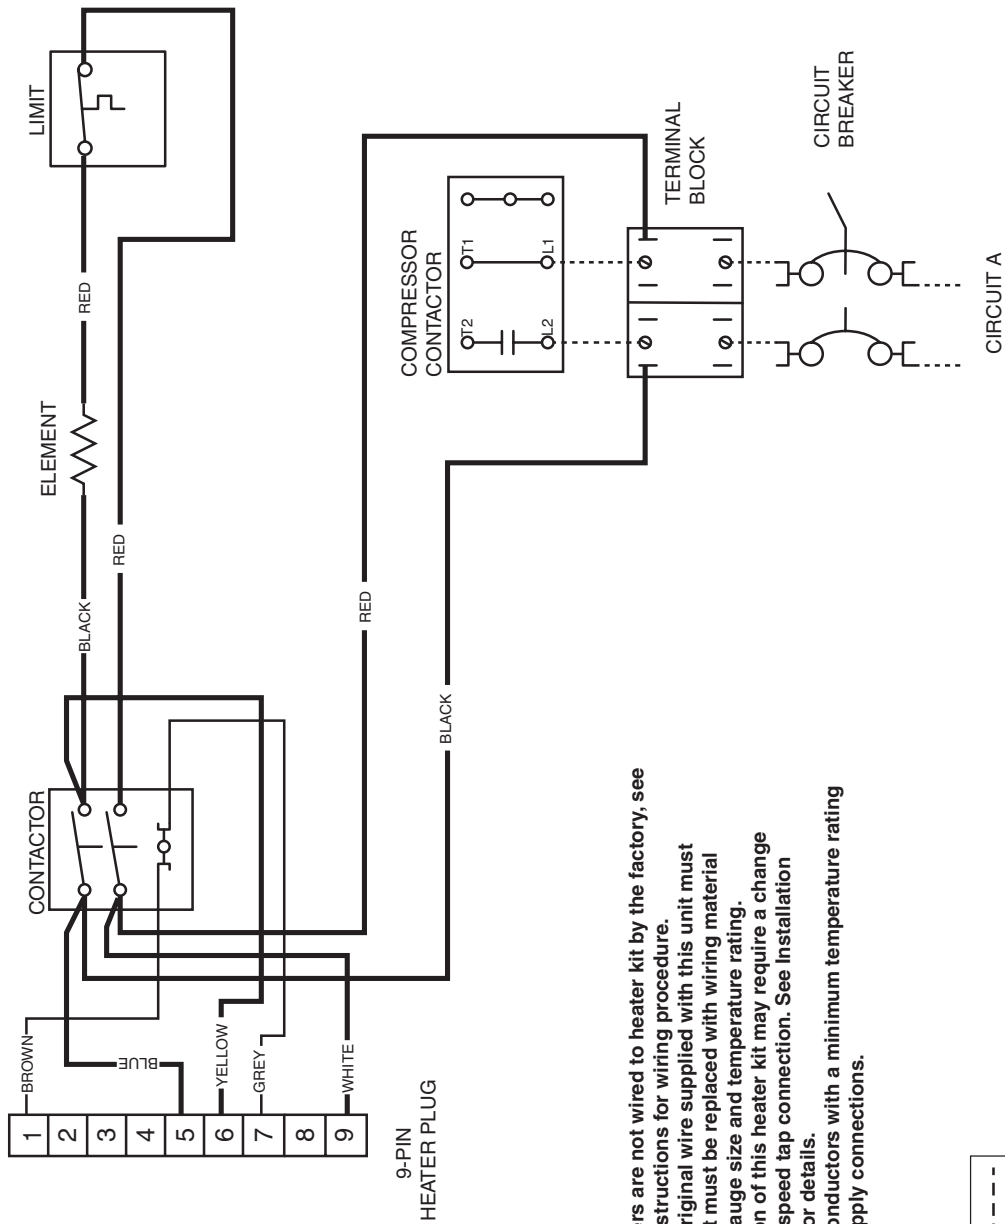 LIMIT
RED
ELEMENT
RED
BLACK
CONTACTOR
BROWN
BLUE
YELLOW
GREY
WHITE
1
2
3
4
5
6
7
8
9
9-PIN
HEATER PLUG
RED
BLACK
COMPRESSOR
CONTACTOR
T2
T1
L2
L1
TERMINAL
BLOCK
CIRCUIT
BREAKER
CIRCUIT A
rs are not wired to heater kit by the factory, see
structions for wiring procedure.
riginal wire supplied with this unit must
t must be replaced with wiring material
auge size and temperature rating.
on of this heater kit may require a change
speed tap connection. See Installation
or details.
onductors with a minimum temperature rating
pply connections.